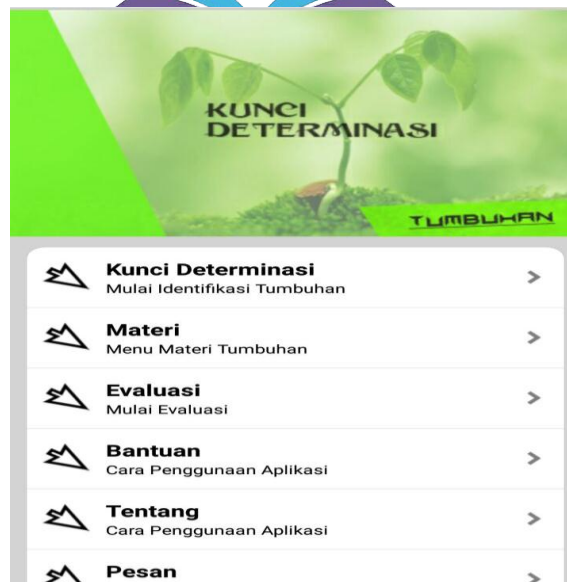 KUNCI
DETERMINASI
TUMBUHAN
Kunci Determinasi
Mulai Identifikasi Tumbuhan
Materi
Menu Materi Tumbuhan
Evaluasi
Mulai Evaluasi
Bantuan
Cara Penggunaan Aplikasi
Tentang
Cara Penggunaan Aplikasi
Pesan